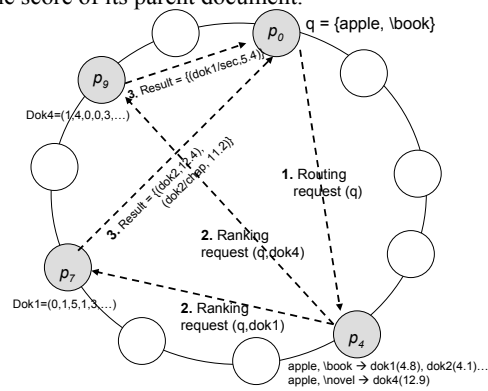 e score of its parent document.
p0
q = {apple, \book}
p9
3. Result = {(dok1/sec,5.4)}
Dok4=(1,4,0,0,3,…)
1. Routing
request (q)
3. Result = {(dok2,12.4),
(dok2/chap, 11.2)}
2. Ranking
request (q,dok4)
p7
Dok1=(0,1,5,1,3,…)
2. Ranking
request (q,dok1)
p4
apple, \book → dok1(4.8), dok2(4.1)…
apple, \novel → dok4(12.9)